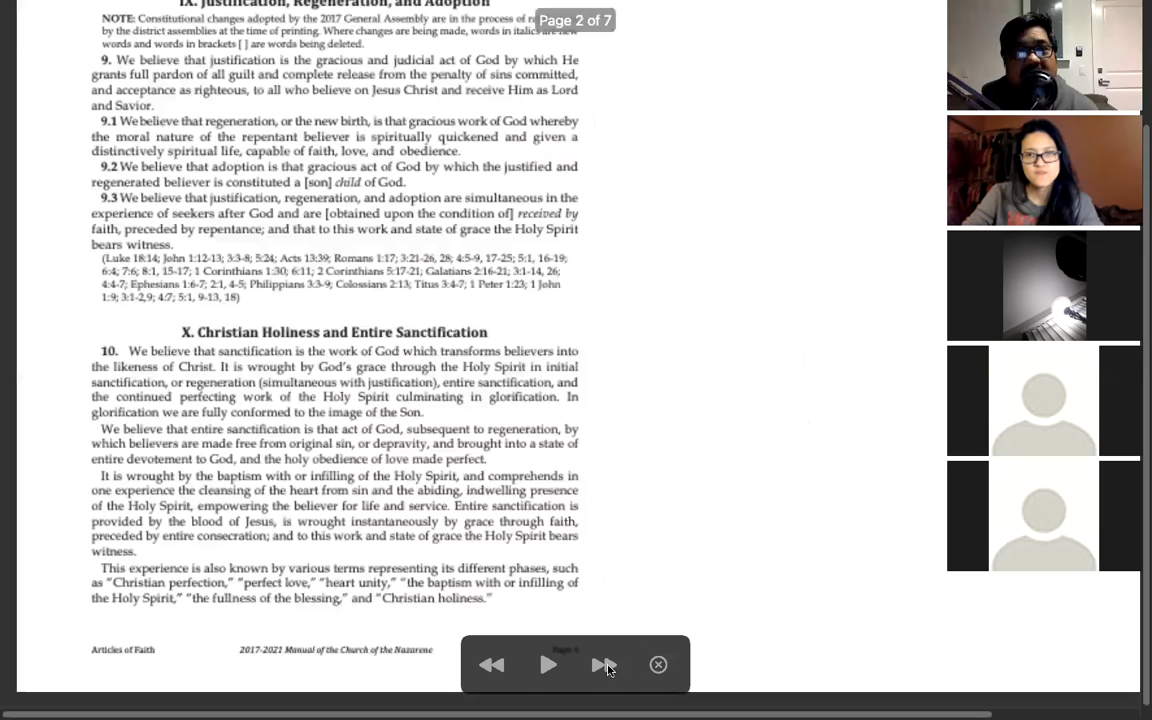 IX. Justification, Regeneration, and Adoption
Page 2 of 7
NOTE: Constitutional changes adopted by the 2017 General Assembly are in the process of
by the district assemblies at the time of printing. Where changes are being made, words in italics are new
words and words in brackets [ ] are words being deleted.
9. We believe that justification is the gracious and judicial act of God by which He
grants full pardon of all guilt and complete release from the penalty of sins committed,
and acceptance as righteous, to all who believe on Jesus Christ and receive Him as Lord
and Savior.
9.1 We believe that regeneration, or the new birth, is that gracious work of God whereby
the moral nature of the repentant believer is spiritually quickened and given a
distinctively spiritual life, capable of faith, love, and obedience.
9.2 We believe that adoption is that gracious act of God by which the justified and
regenerated believer is constituted a [son] child of God.
9.3 We believe that justification, regeneration, and adoption are simultaneous in the
experience of seekers after God and are [obtained upon the condition of] received by
faith, preceded by repentance; and that to this work and state of grace the Holy Spirit
bears witness.
(Luke 18:14; John 1:12-13; 3:3-8; 5:24; Acts 13:39; Romans 1:17; 3:21-26, 28; 4:5-9, 17-25; 5:1, 16-19;
6:4; 7:6; 8:1, 15-17; 1 Corinthians 1:30; 6:11; 2 Corinthians 5:17-21; Galatians 2:16-21; 3:1-14, 26;
4:4-7; Ephesians 1:6-7; 2:1, 4-5; Philippians 3:3-9; Colossians 2:13; Titus 3:4-7; 1 Peter 1:23; 1 John
1:9; 3:1-2,9; 4:7; 5:1, 9-13, 18)
X. Christian Holiness and Entire Sanctification
10. We believe that sanctification is the work of God which transforms believers into
the likeness of Christ. It is wrought by God's grace through the Holy Spirit in initial
sanctification, or regeneration (simultaneous with justification), entire sanctification, and
the continued perfecting work of the Holy Spirit culminating in glorification. In
glorification we are fully conformed to the image of the Son.
We believe that entire sanctification is that act of God, subsequent to regeneration, by
which believers are made free from original sin, or depravity, and brought into a state of
entire devotement to God, and the holy obedience of love made perfect.
It is wrought by the baptism with or infilling of the Holy Spirit, and comprehends in
one experience the cleansing of the heart from sin and the abiding, indwelling presence
of the Holy Spirit, empowering the believer for life and service. Entire sanctification is
provided by the blood of Jesus, is wrought instantaneously by grace through faith,
preceded by entire consecration; and to this work and state of grace the Holy Spirit bears
witness.
This experience is also known by various terms representing its different phases, such
as "Christian perfection," "perfect love," "heart unity," "the baptism with or infilling of
the Holy Spirit," "the fullness of the blessing," and "Christian holiness."
Articles of Faith 2017-2021 Manual of the Church of the Nazarene